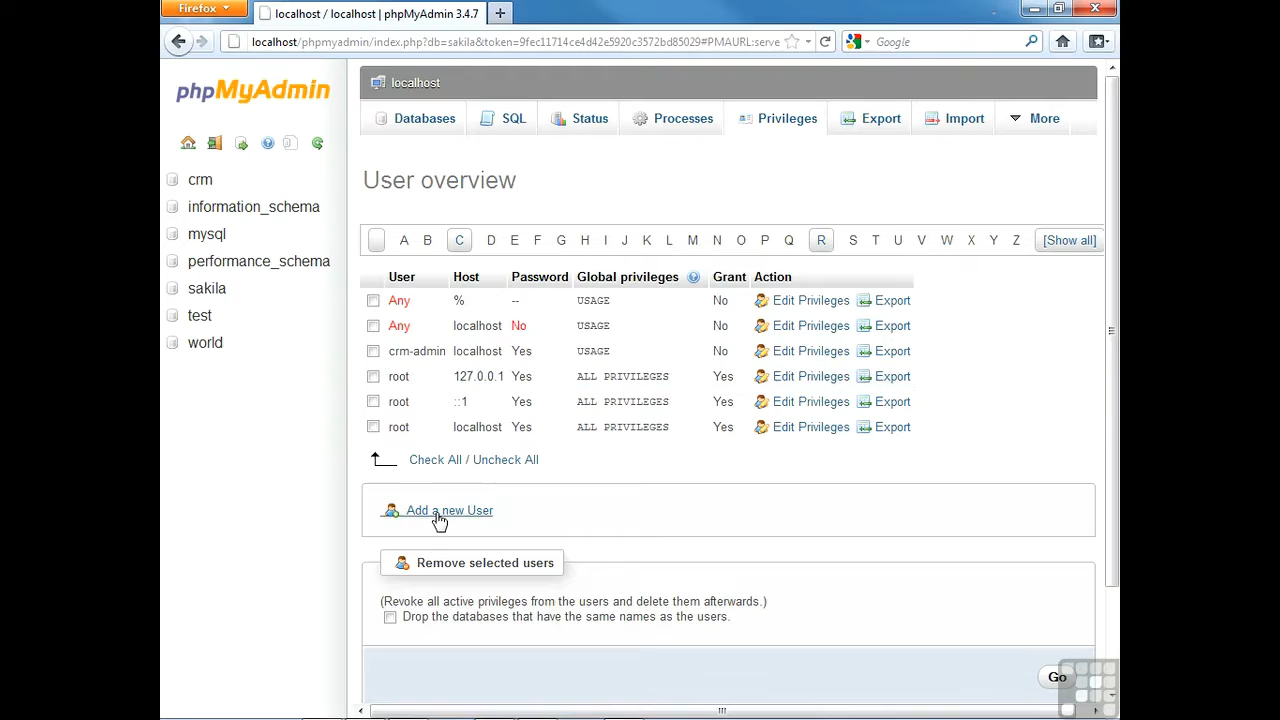 Firefox
localhost / localhost | phpMyAdmin 3.4.7
localhost/phpmyadmin/index.php?db=sakila&token=9fec11714ce4d42e5920c3572bd85029#PMAURL:serve
Google
phpMyAdmin
crm
information_schema
mysql
performance_schema
sakila
test
world
localhost
Databases SQL Status Processes Privileges Export Import More
User overview
A B C D E F G H I J K L M N O P Q R S T U V W X Y Z [Show all]
User Host Password Global privileges Grant Action
Any % -- USAGE No Edit Privileges Export
Any localhost No USAGE No Edit Privileges Export
crm-admin localhost Yes USAGE No Edit Privileges Export
root 127.0.0.1 Yes ALL PRIVILEGES Yes Edit Privileges Export
root ::1 Yes ALL PRIVILEGES Yes Edit Privileges Export
root localhost Yes ALL PRIVILEGES Yes Edit Privileges Export
Check All / Uncheck All
Add a new User
Remove selected users
(Revoke all active privileges from the users and delete them afterwards.)
Drop the databases that have the same names as the users.
Go